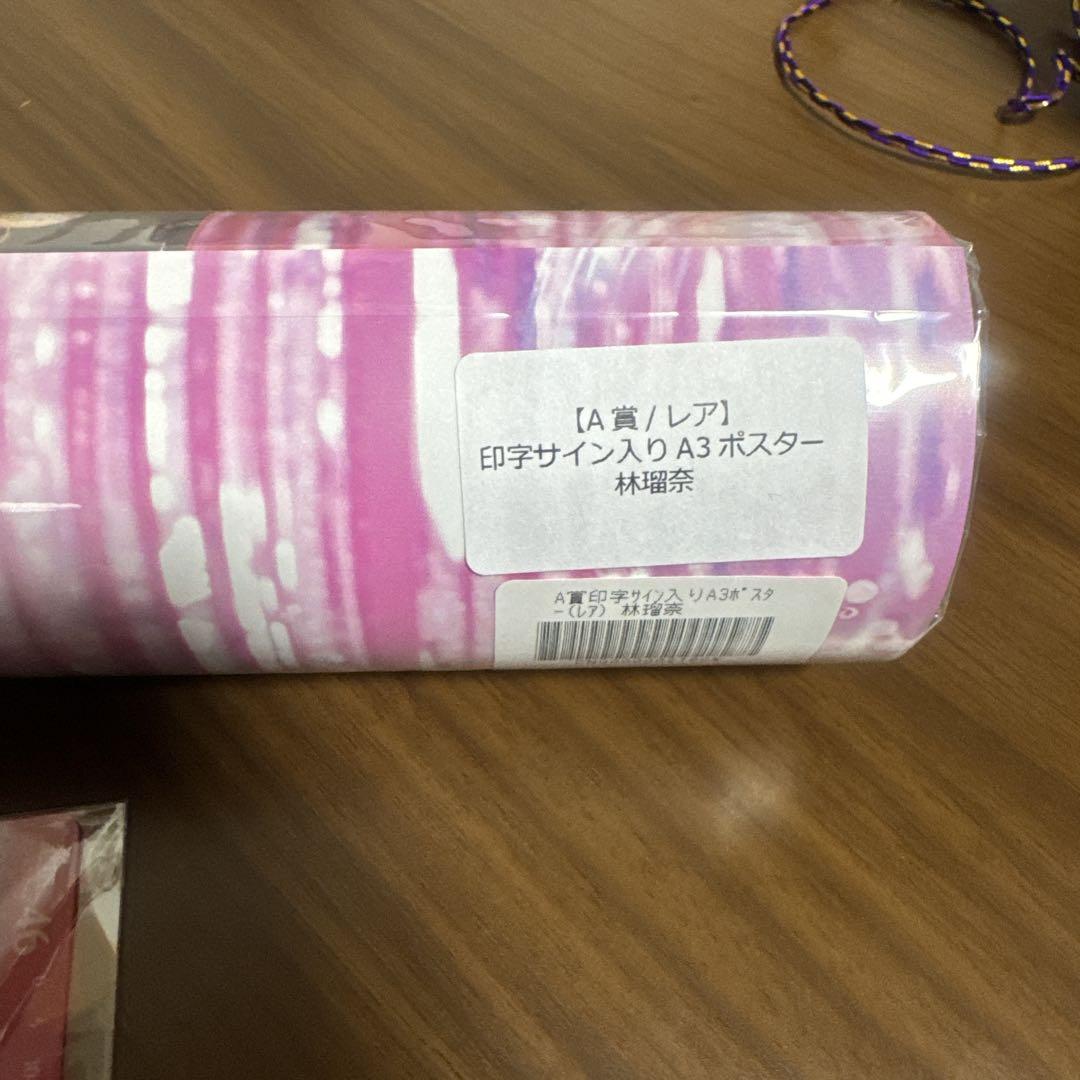 【A賞/レア】
印字サイン入りA3ポスター
林瑠奈
A賞印字サイン入りA3ポスタ
ー(レア) 林瑠奈
46